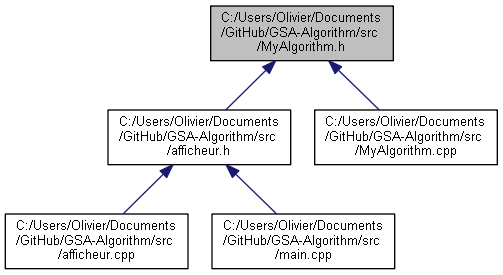 C:/Users/Olivier/Documents
/GitHub/GSA-Algorithm/src
/MyAlgorithm.h
C:/Users/Olivier/Documents
/GitHub/GSA-Algorithm/src
/afficheur.h
C:/Users/Olivier/Documents
/GitHub/GSA-Algorithm/src
/MyAlgorithm.cpp
C:/Users/Olivier/Documents
/GitHub/GSA-Algorithm/src
/afficheur.cpp
C:/Users/Olivier/Documents
/GitHub/GSA-Algorithm/src
/main.cpp